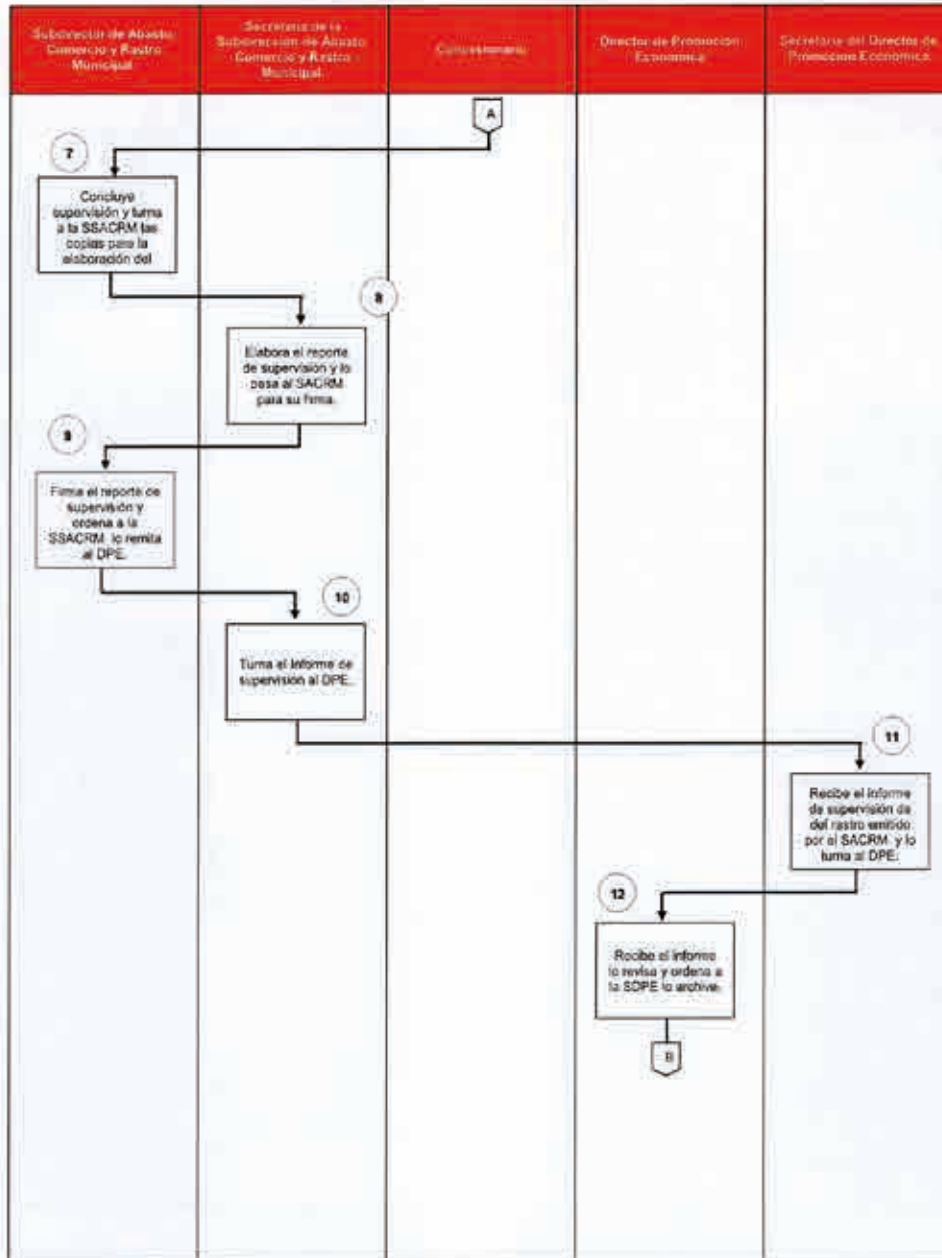 Subdirector de Abasto
Comercio y Rastro
Municipal
Secretaria de la
Subdirección de Abasto
Comercio y Rastro
Municipal
Concesionario
Director de Promoción
Económica
Secretaria del Director de
Promoción Económica
A
7
Concluye
supervisión y turna
a la SSACRM las
copias para la
elaboración del
8
Elabora el reporte
de supervisión y lo
pasa al SACRM
para su firma.
9
Firma el reporte de
supervisión y
ordena a la
SSACRM lo remita
al DPE.
10
Turna el informe de
supervisión al DPE.
11
Recibe el informe
de supervisión de
del rastro emitido
por el SACRM y lo
turna al DPE.
12
Recibe el informe
lo revisa y ordena a
la SDPE lo archive.
B